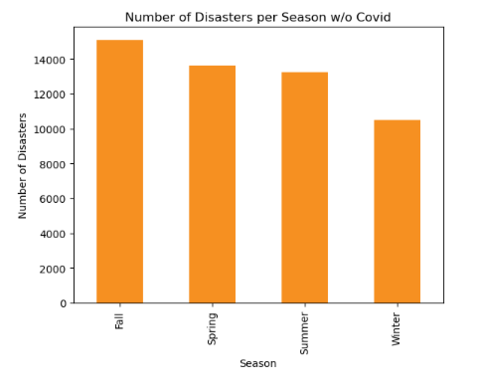 Number of Disasters per Season w/o Covid
Number of Disasters
14000
12000
10000
8000
6000
4000
2000
0
Fall
Spring
Summer
Winter
Season